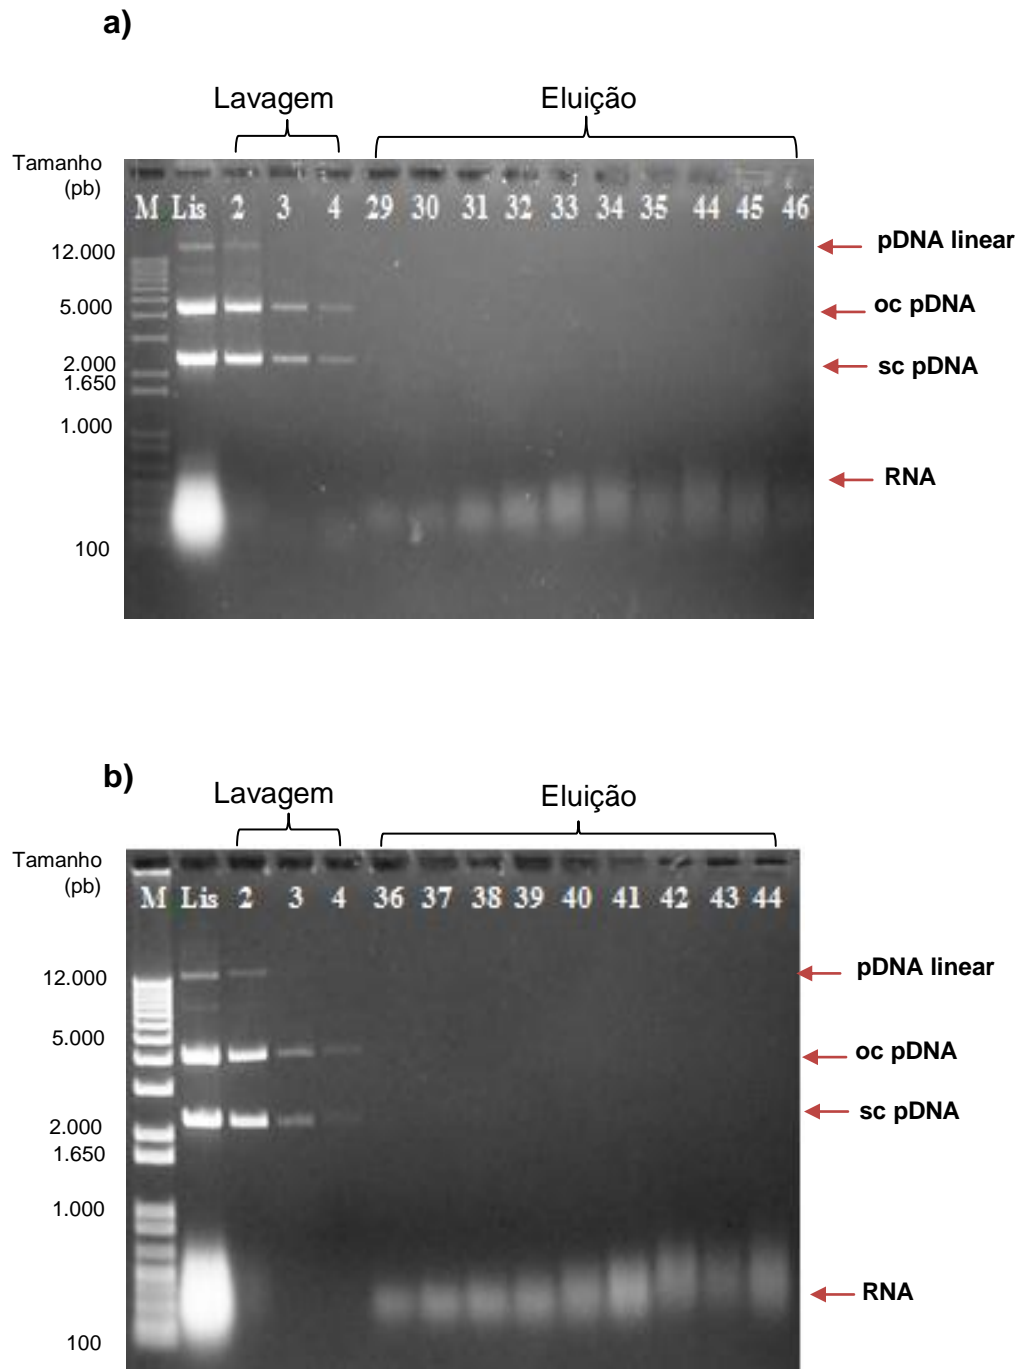 a)
Lavagem Eluição
Tamanho
(pb)
M Lis 2 3 4 29 30 31 32 33 34 35 44 45 46
pDNA linear
12.000
5.000 oc pDNA
2.000 sc pDNA
1.650
1.000
RNA
100
b)
Lavagem Eluição
Tamanho
(pb)
M Lis 2 3 4 36 37 38 39 40 41 42 43 44
12.000 pDNA linear
5.000
oc pDNA
sc pDNA
2.000
1.650
1.000
RNA
100